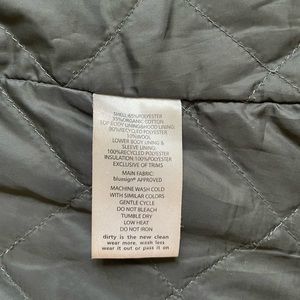 SHELL 65% POLYESTER
35% ORGANIC COTTON
TOP BODY LINING&HOOD LINING:
90% RECYCLED POLYESTER
10% WOOL
LOWER BODY LINING &
SLEEVE LINING:
100% RECYCLED POLYESTER
INSULATION 100% POLYESTER
EXCLUSIVE OF TRIMS
MAIN FABRIC:
bluesign® APPROVED
MACHINE WASH COLD
WITH SIMILAR COLORS
GENTLE CYCLE
DO NOT BLEACH
TUMBLE DRY
LOW HEAT
DO NOT IRON
dirty is the new clean
wear more. wash less
wear it out or pass it on